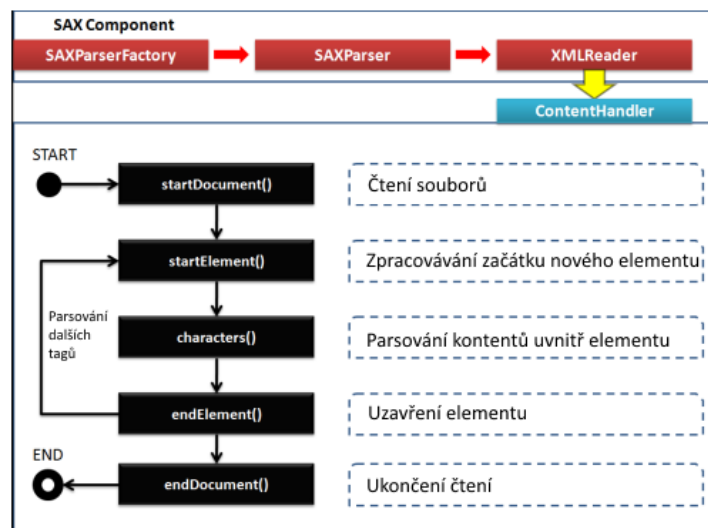 SAX Component
SAXParserFactory
SAXParser
XMLReader
ContentHandler
START
startDocument()
Čtení souborů
startElement()
Zpracovávání začátku nového elementu
Parsování
dalších
tagů
characters()
Parsování kontentů uvnitř elementu
endElement()
Uzavření elementu
END
endDocument()
Ukončení čtení